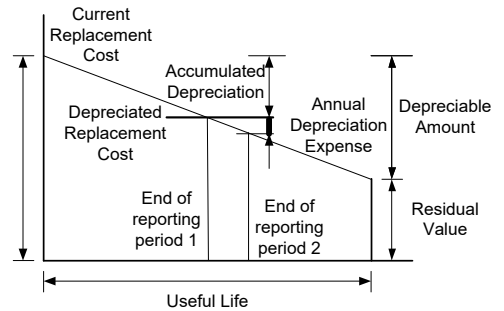 Current
Replacement
Cost
Accumulated
Depreciation
Depreciated
Replacement
Cost
Annual
Depreciation
Expense
Depreciable
Amount
End of
reporting
period 1
End of
reporting
period 2
Residual
Value
Useful Life